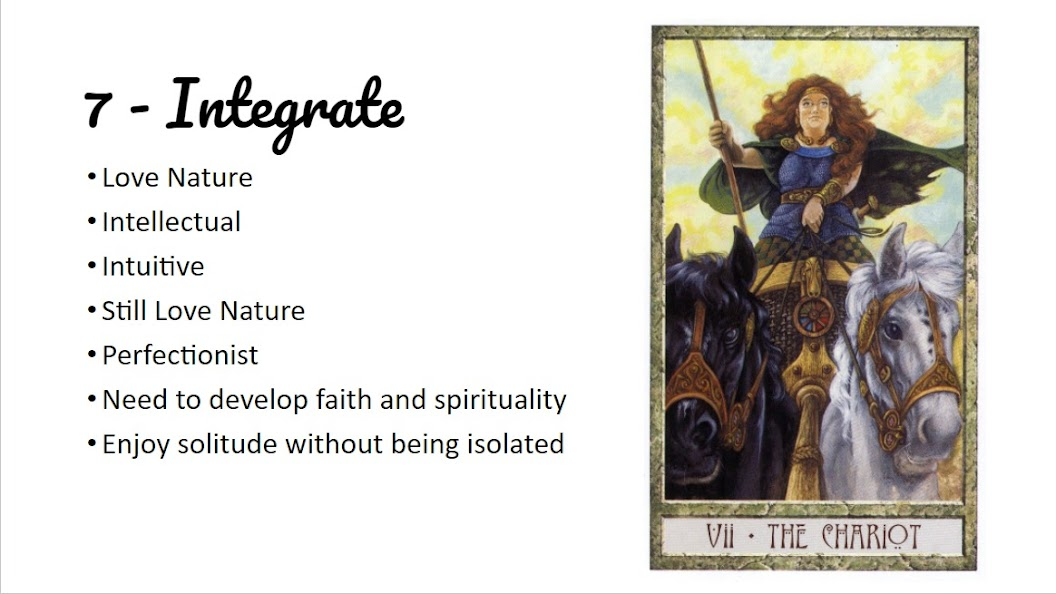 7 - Integrate
• Love Nature
• Intellectual
• Intuitive
• Still Love Nature
• Perfectionist
• Need to develop faith and spirituality
• Enjoy solitude without being isolated
VII • THE CHARIOT